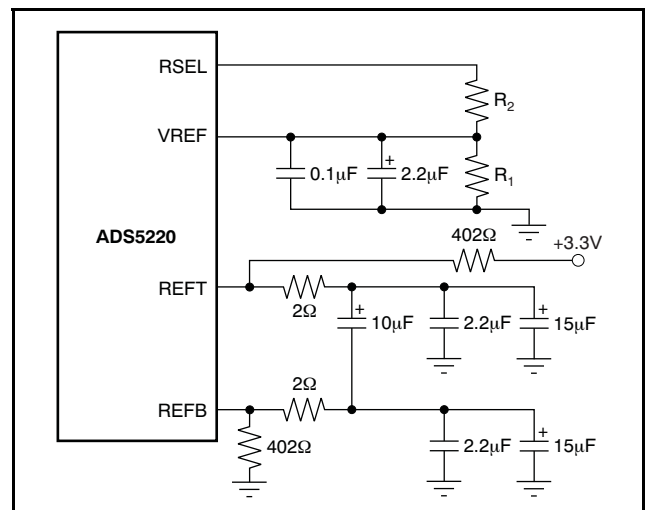 RSEL
R2
VREF
0.1μF
+
2.2μF
R1
ADS5220
402Ω
+3.3V
REFT
2Ω
+
10μF
2.2μF
+
15μF
2Ω
REFB
402Ω
2.2μF
+
15μF